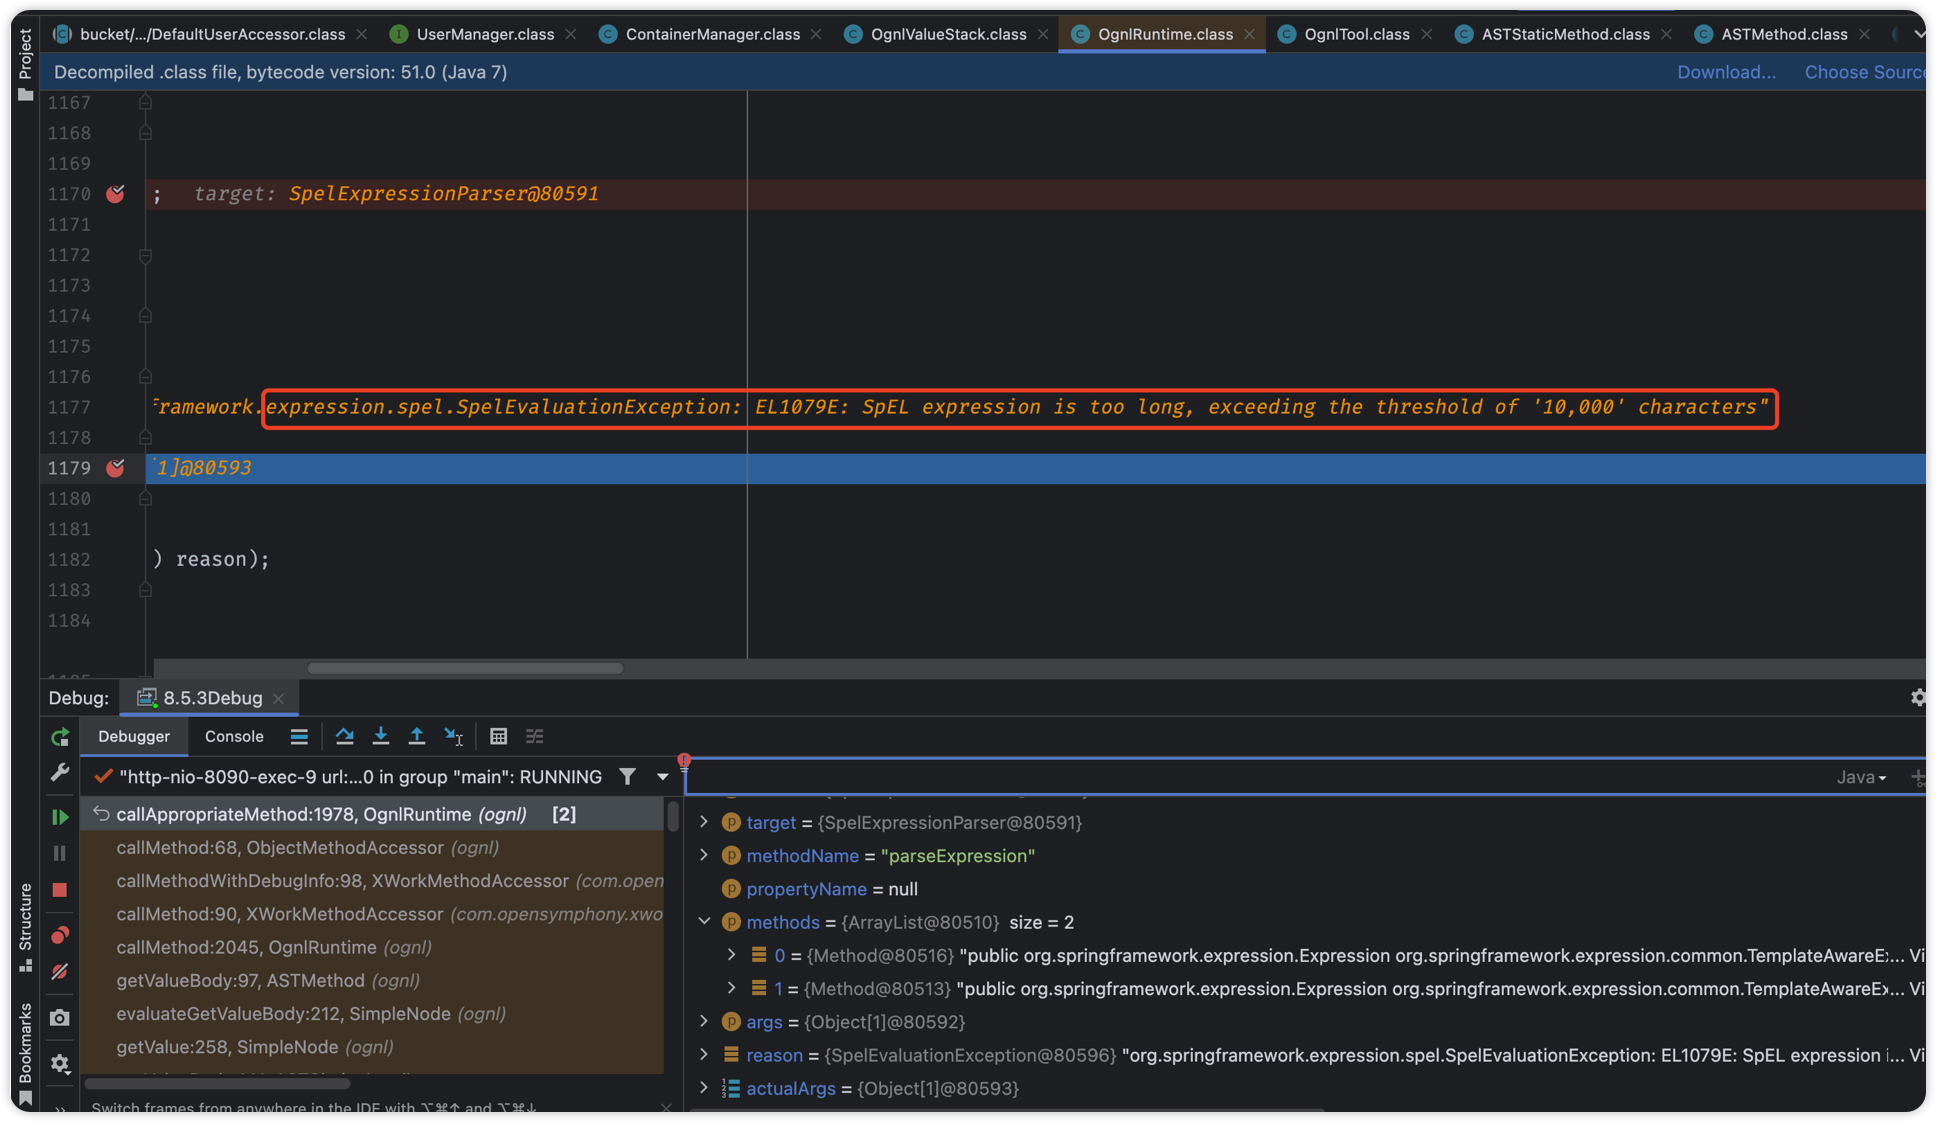 Project
bucket/.../DefaultUserAccessor.class
UserManager.class
ContainerManager.class
OgnlValueStack.class
OgnlRuntime.class
OgnlTool.class
ASTStaticMethod.class
ASTMethod.class
Decompiled .class file, bytecode version: 51.0 (Java 7)
Download...
Choose Source
1167
1168
1169
1170 ; target: SpelExpressionParser@80591
1171
1172
1173
1174
1175
1176
1177 framework.expression.spel.SpelEvaluationException: EL1079E: SpEL expression is too long, exceeding the threshold of '10,000' characters"
1178
1179 1]@80593
1180
1181
1182 ) reason);
1183
1184
Debug: 8.5.3Debug
Debugger
Console
"http-nio-8090-exec-9 url:...0 in group "main": RUNNING
Java
callAppropriateMethod:1978, OgnlRuntime (ognl) [2]
callMethod:68, ObjectMethodAccessor (ognl)
callMethodWithDebugInfo:98, XWorkMethodAccessor (com.open
callMethod:90, XWorkMethodAccessor (com.opensymphony.xwo
callMethod:2045, OgnlRuntime (ognl)
getValueBody:97, ASTMethod (ognl)
evaluateGetValueBody:212, SimpleNode (ognl)
getValue:258, SimpleNode (ognl)
Switch frames from anywhere in the IDE with ⌥⌘↑ and ⌥⌘↓
target = {SpelExpressionParser@80591}
methodName = "parseExpression"
propertyName = null
methods = {ArrayList@80510} size = 2
0 = {Method@80516} "public org.springframework.expression.Expression org.springframework.expression.common.TemplateAwareE... Vi
1 = {Method@80513} "public org.springframework.expression.Expression org.springframework.expression.common.TemplateAwareEx... Vi
args = {Object[1]@80592}
reason = {SpelEvaluationException@80596} "org.springframework.expression.spel.SpelEvaluationException: EL1079E: SpEL expression i... Vi
actualArgs = {Object[1]@80593}
Structure
Bookmarks